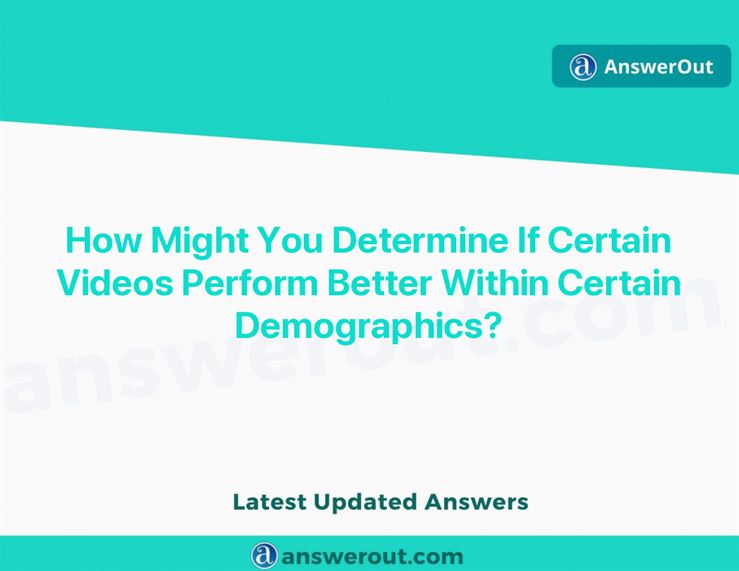 a AnswerOut
How Might You Determine If Certain
Videos Perform Better Within Certain
Demographics?
answerout.com
Latest Updated Answers
a answerout.com